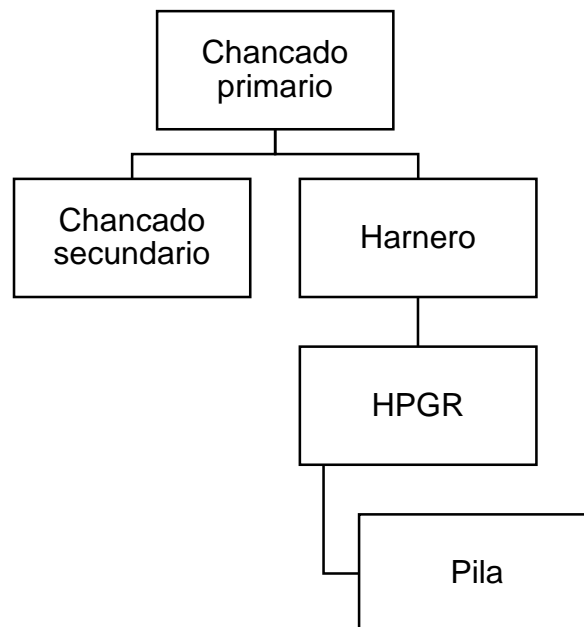 Chancado
primario
Chancado
secundario
Harnero
HPGR
Pila